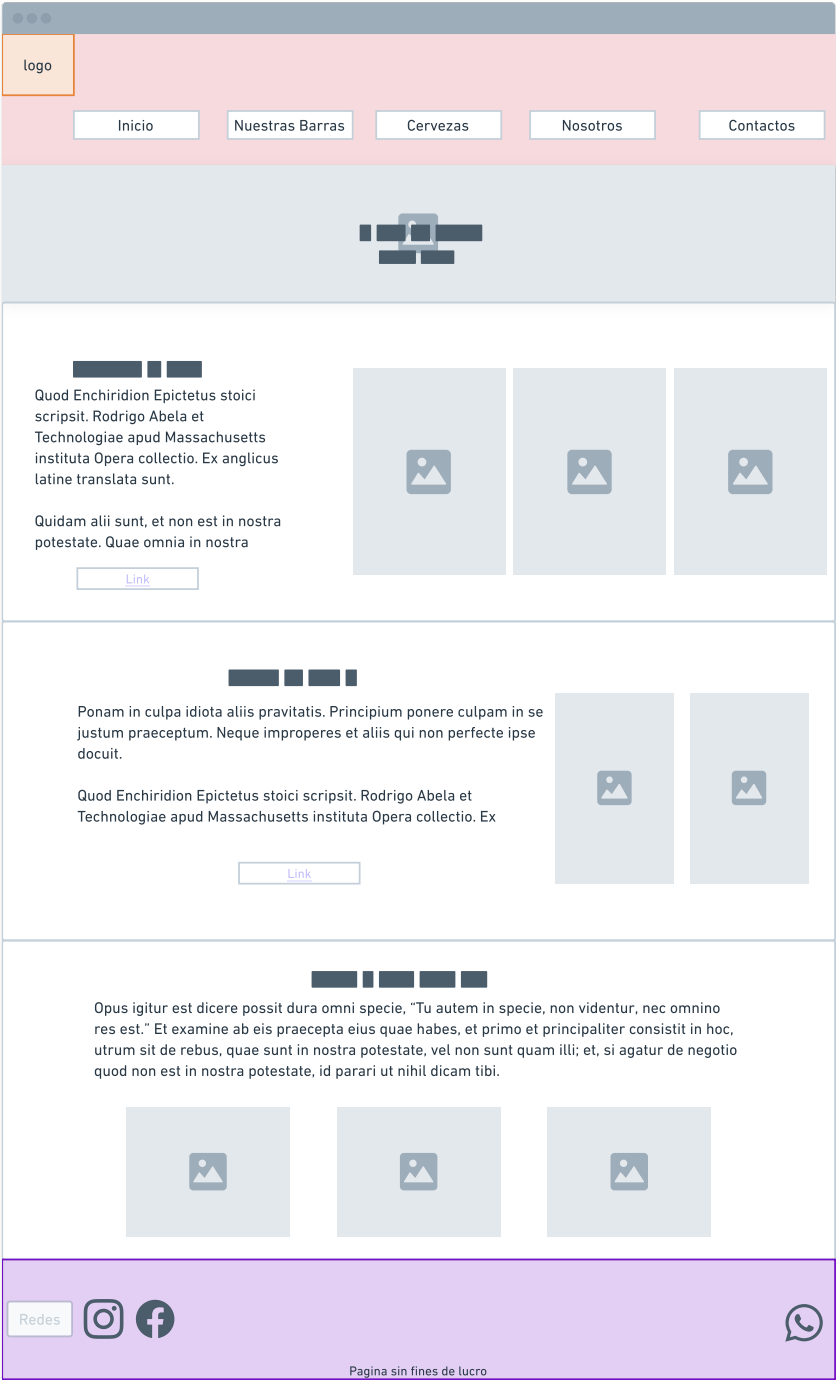 logo
Inicio
Nuestras Barras
Cervezas
Nosotros
Contactos
Quod Enchiridion Epictetus stoici
scripsit. Rodrigo Abela et
Technologiae apud Massachusetts
instituta Opera collectio. Ex anglicus
latine translata sunt.
Quidam alii sunt, et non est in nostra
potestate. Quae omnia in nostra
Link
Ponam in culpa idiota aliis pravitatis. Principium ponere culpam in se
justum praeceptum. Neque improperes et aliis qui non perfecte ipse
docuit.
Quod Enchiridion Epictetus stoici scripsit. Rodrigo Abela et
Technologiae apud Massachusetts instituta Opera collectio. Ex
Link
Opus igitur est dicere possit dura omni specie, “Tu autem in specie, non videntur, nec omnino
res est.” Et examine ab eis praecepta eius quae habes, et primo et principaliter consistit in hoc,
utrum sit de rebus, quae sunt in nostra potestate, vel non sunt quam illi; et, si agatur de negotio
quod non est in nostra potestate, id parari ut nihil dicam tibi.
Redes
Pagina sin fines de lucro